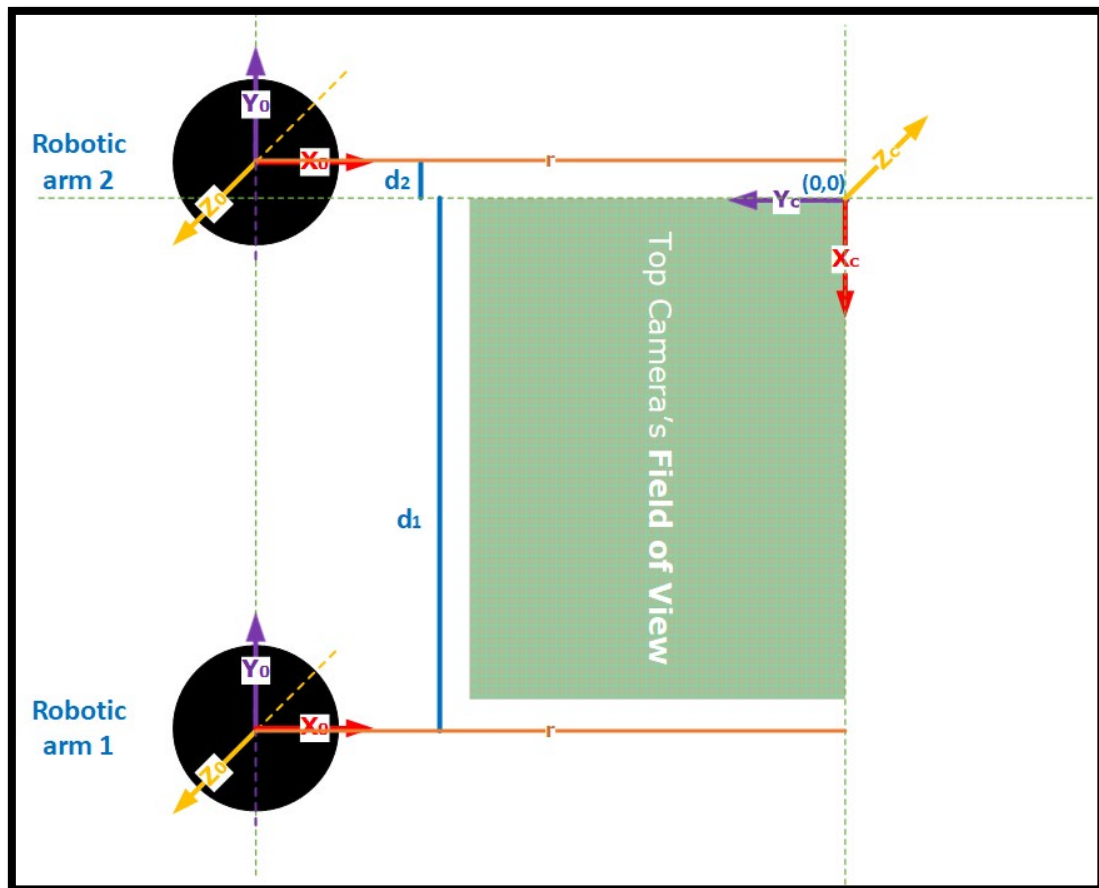 Y₀
Robotic
arm 2
X₀
r
d₂
Z₀
(0,0)
Zc
Yc
Xc
Top Camera's Field of View
d₁
Y₀
Robotic
arm 1
X₀
r
Z₀